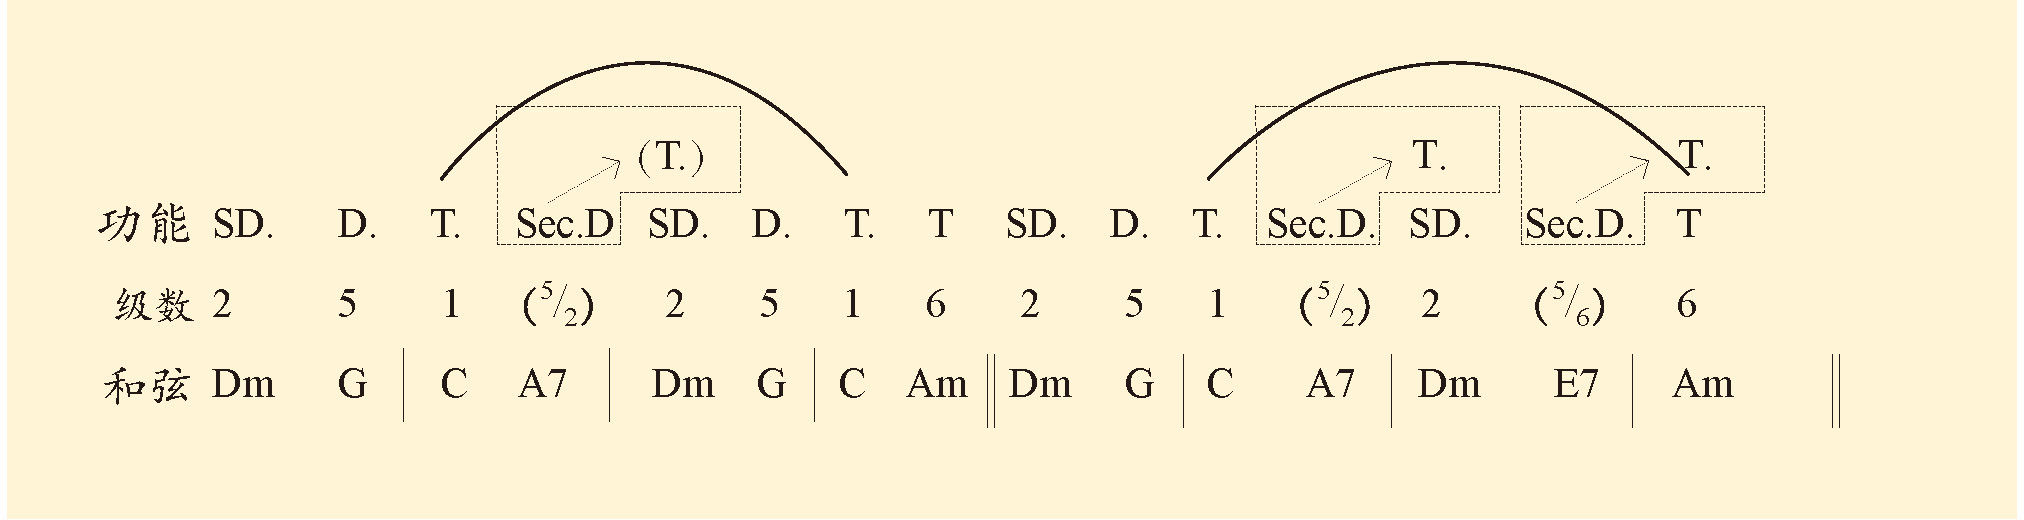 (T.) T. T.
功能 SD. D. T. Sec.D SD. D. T. T SD. D. T. Sec.D. SD. Sec.D. T
级数 2 5 1 (5/2) 2 5 1 6 2 5 1 (5/2) 2 (5/6) 6
和弦 Dm G C A7 Dm G C Am Dm G C A7 Dm E7 Am